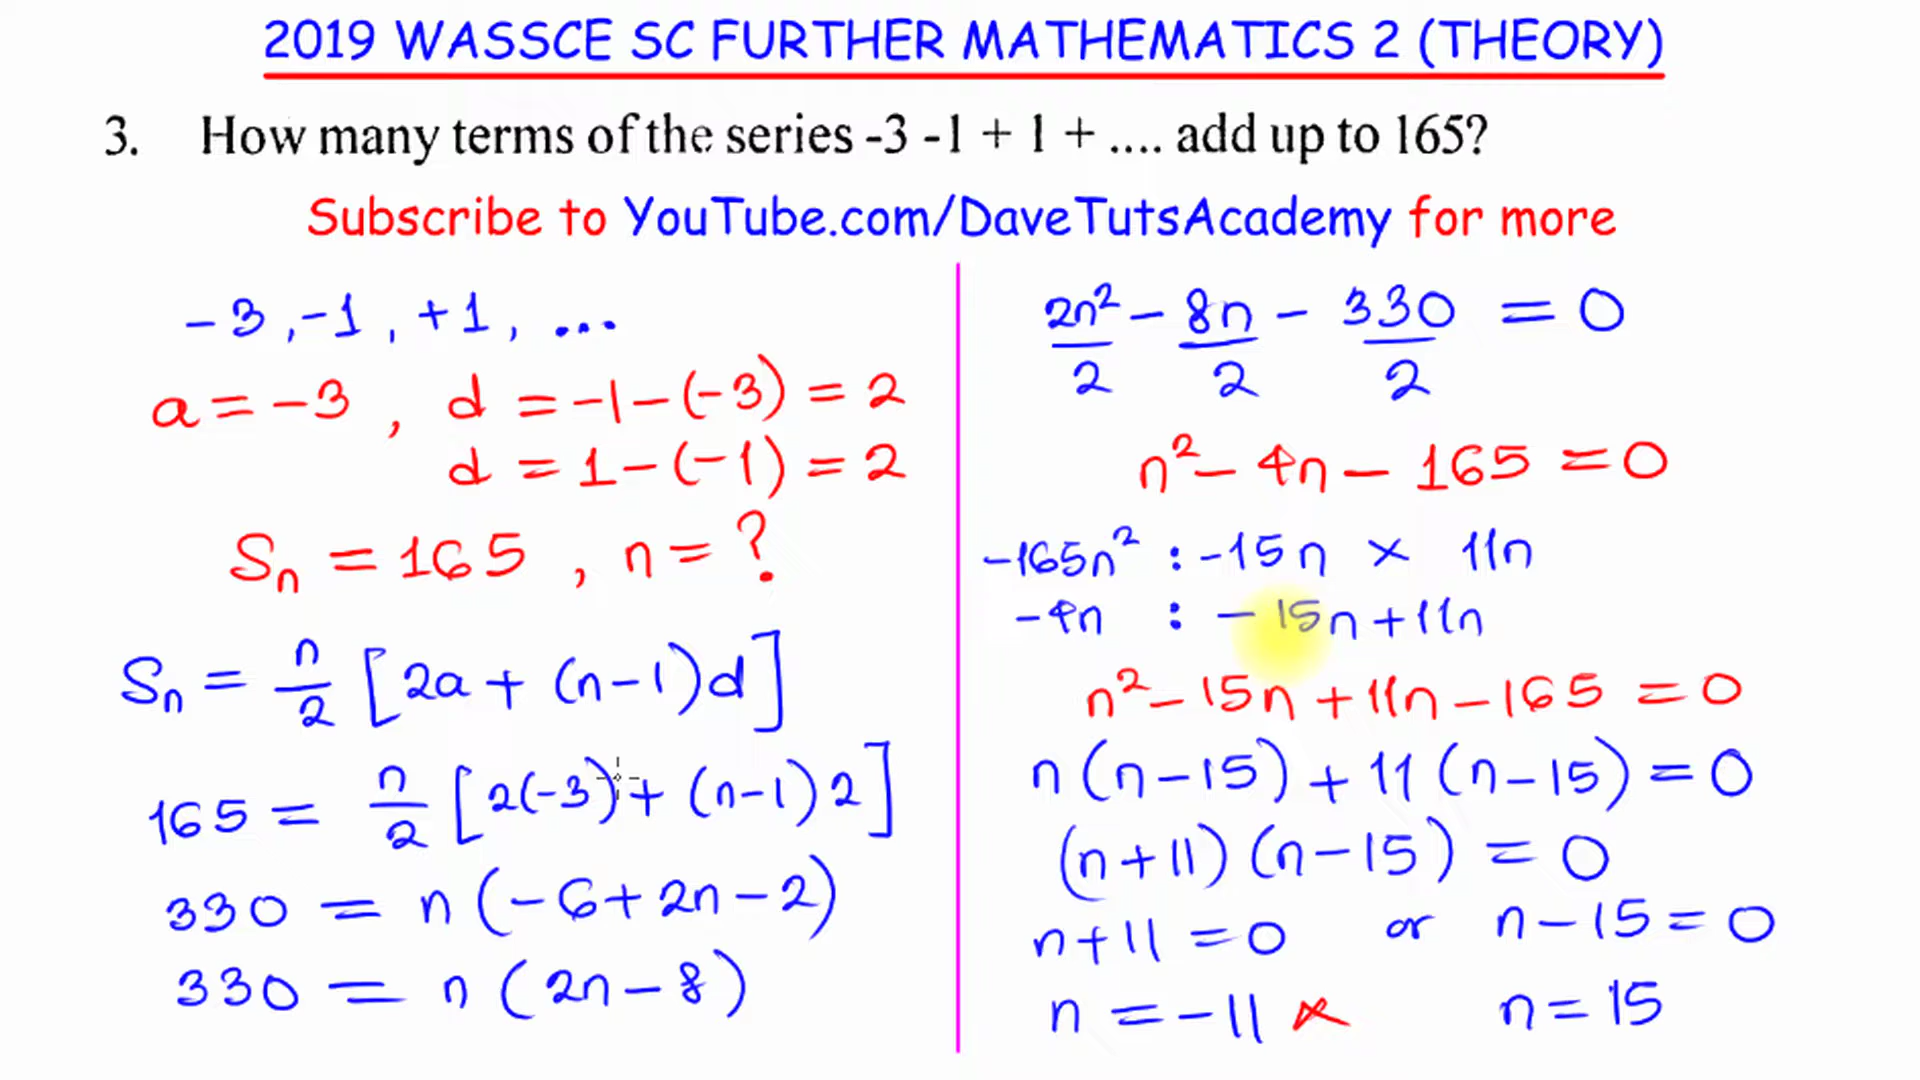 2019 WASSCE SC FURTHER MATHEMATICS 2 (THEORY)
3. How many terms of the series -3 -1 + 1 + .... add up to 165?
Subscribe to YouTube.com/DaveTutsAcademy for more
-3, -1, +1, ...
a = -3, d = -1-(-3) = 2
d = 1-(-1) = 2
Sₙ = 165, n = ?
Sₙ = n/2 [2a + (n-1)d]
165 = n/2 [2(-3) + (n-1)2]
330 = n(-6+2n-2)
330 = n(2n-8)
2n²/2 - 8n/2 - 330/2 = 0
n² - 4n - 165 = 0
-165n² : -15n × 11n
-4n : -15n+11n
n² - 15n + 11n - 165 = 0
n(n-15) + 11(n-15) = 0
(n+11)(n-15) = 0
n+11 = 0 or n-15 = 0
n = -11 × n = 15